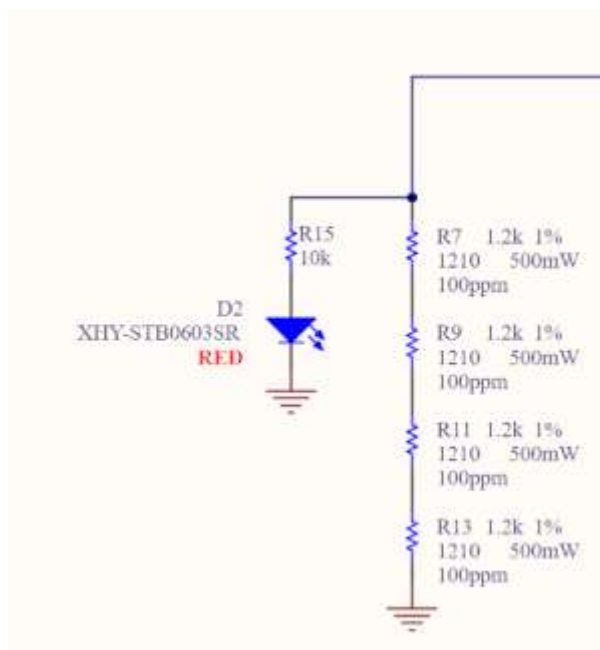 R15
10k
D2
XHY-STB0603SR
RED
R7 1.2k 1%
1210 500mW
100ppm
R9 1.2k 1%
1210 500mW
100ppm
R11 1.2k 1%
1210 500mW
100ppm
R13 1.2k 1%
1210 500mW
100ppm